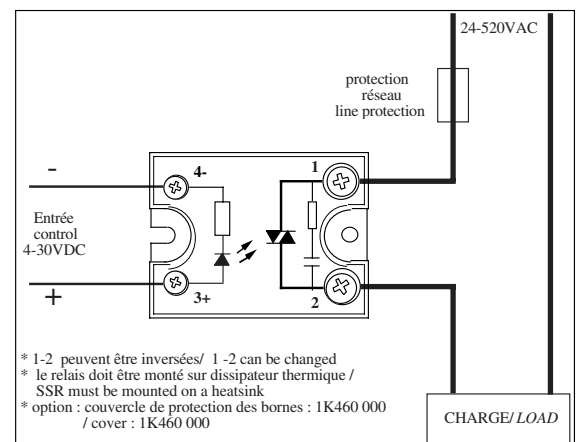 24-520VAC
protection
réseau
line protection
-
4-
1
Entrée
control
4-30VDC
+
3+
2
* 1-2 peuvent être inversées/ 1 -2 can be changed
* le relais doit être monté sur dissipateur thermique /
SSR must be mounted on a heatsink
* option : couvercle de protection des bornes : 1K460 000
/ cover : 1K460 000
CHARGE/ LOAD